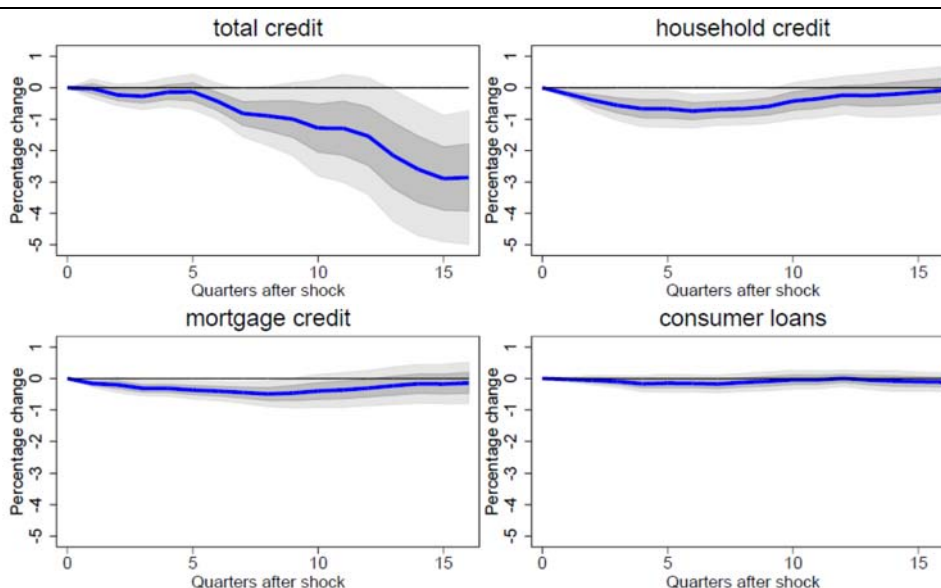 total credit
Percentage change
1
0
-1
-2
-3
-4
-5
0 5 10 15
Quarters after shock
household credit
Percentage change
1
0
-1
-2
-3
-4
-5
0 5 10 15
Quarters after shock
mortgage credit
Percentage change
1
0
-1
-2
-3
-4
-5
0 5 10 15
Quarters after shock
consumer loans
Percentage change
1
0
-1
-2
-3
-4
-5
0 5 10 15
Quarters after shock